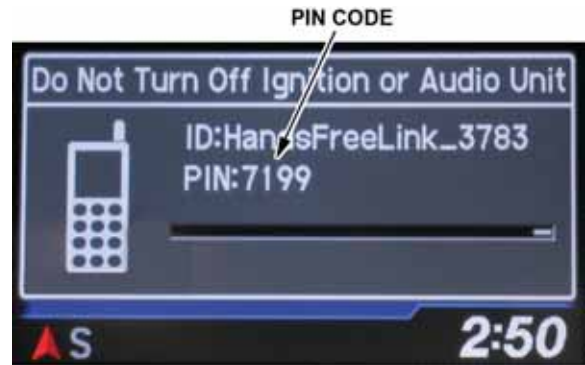 PIN CODE
Do Not Turn Off Ignition or Audio Unit
ID:HandsFreeLink_3783
PIN:7199
S
2:50